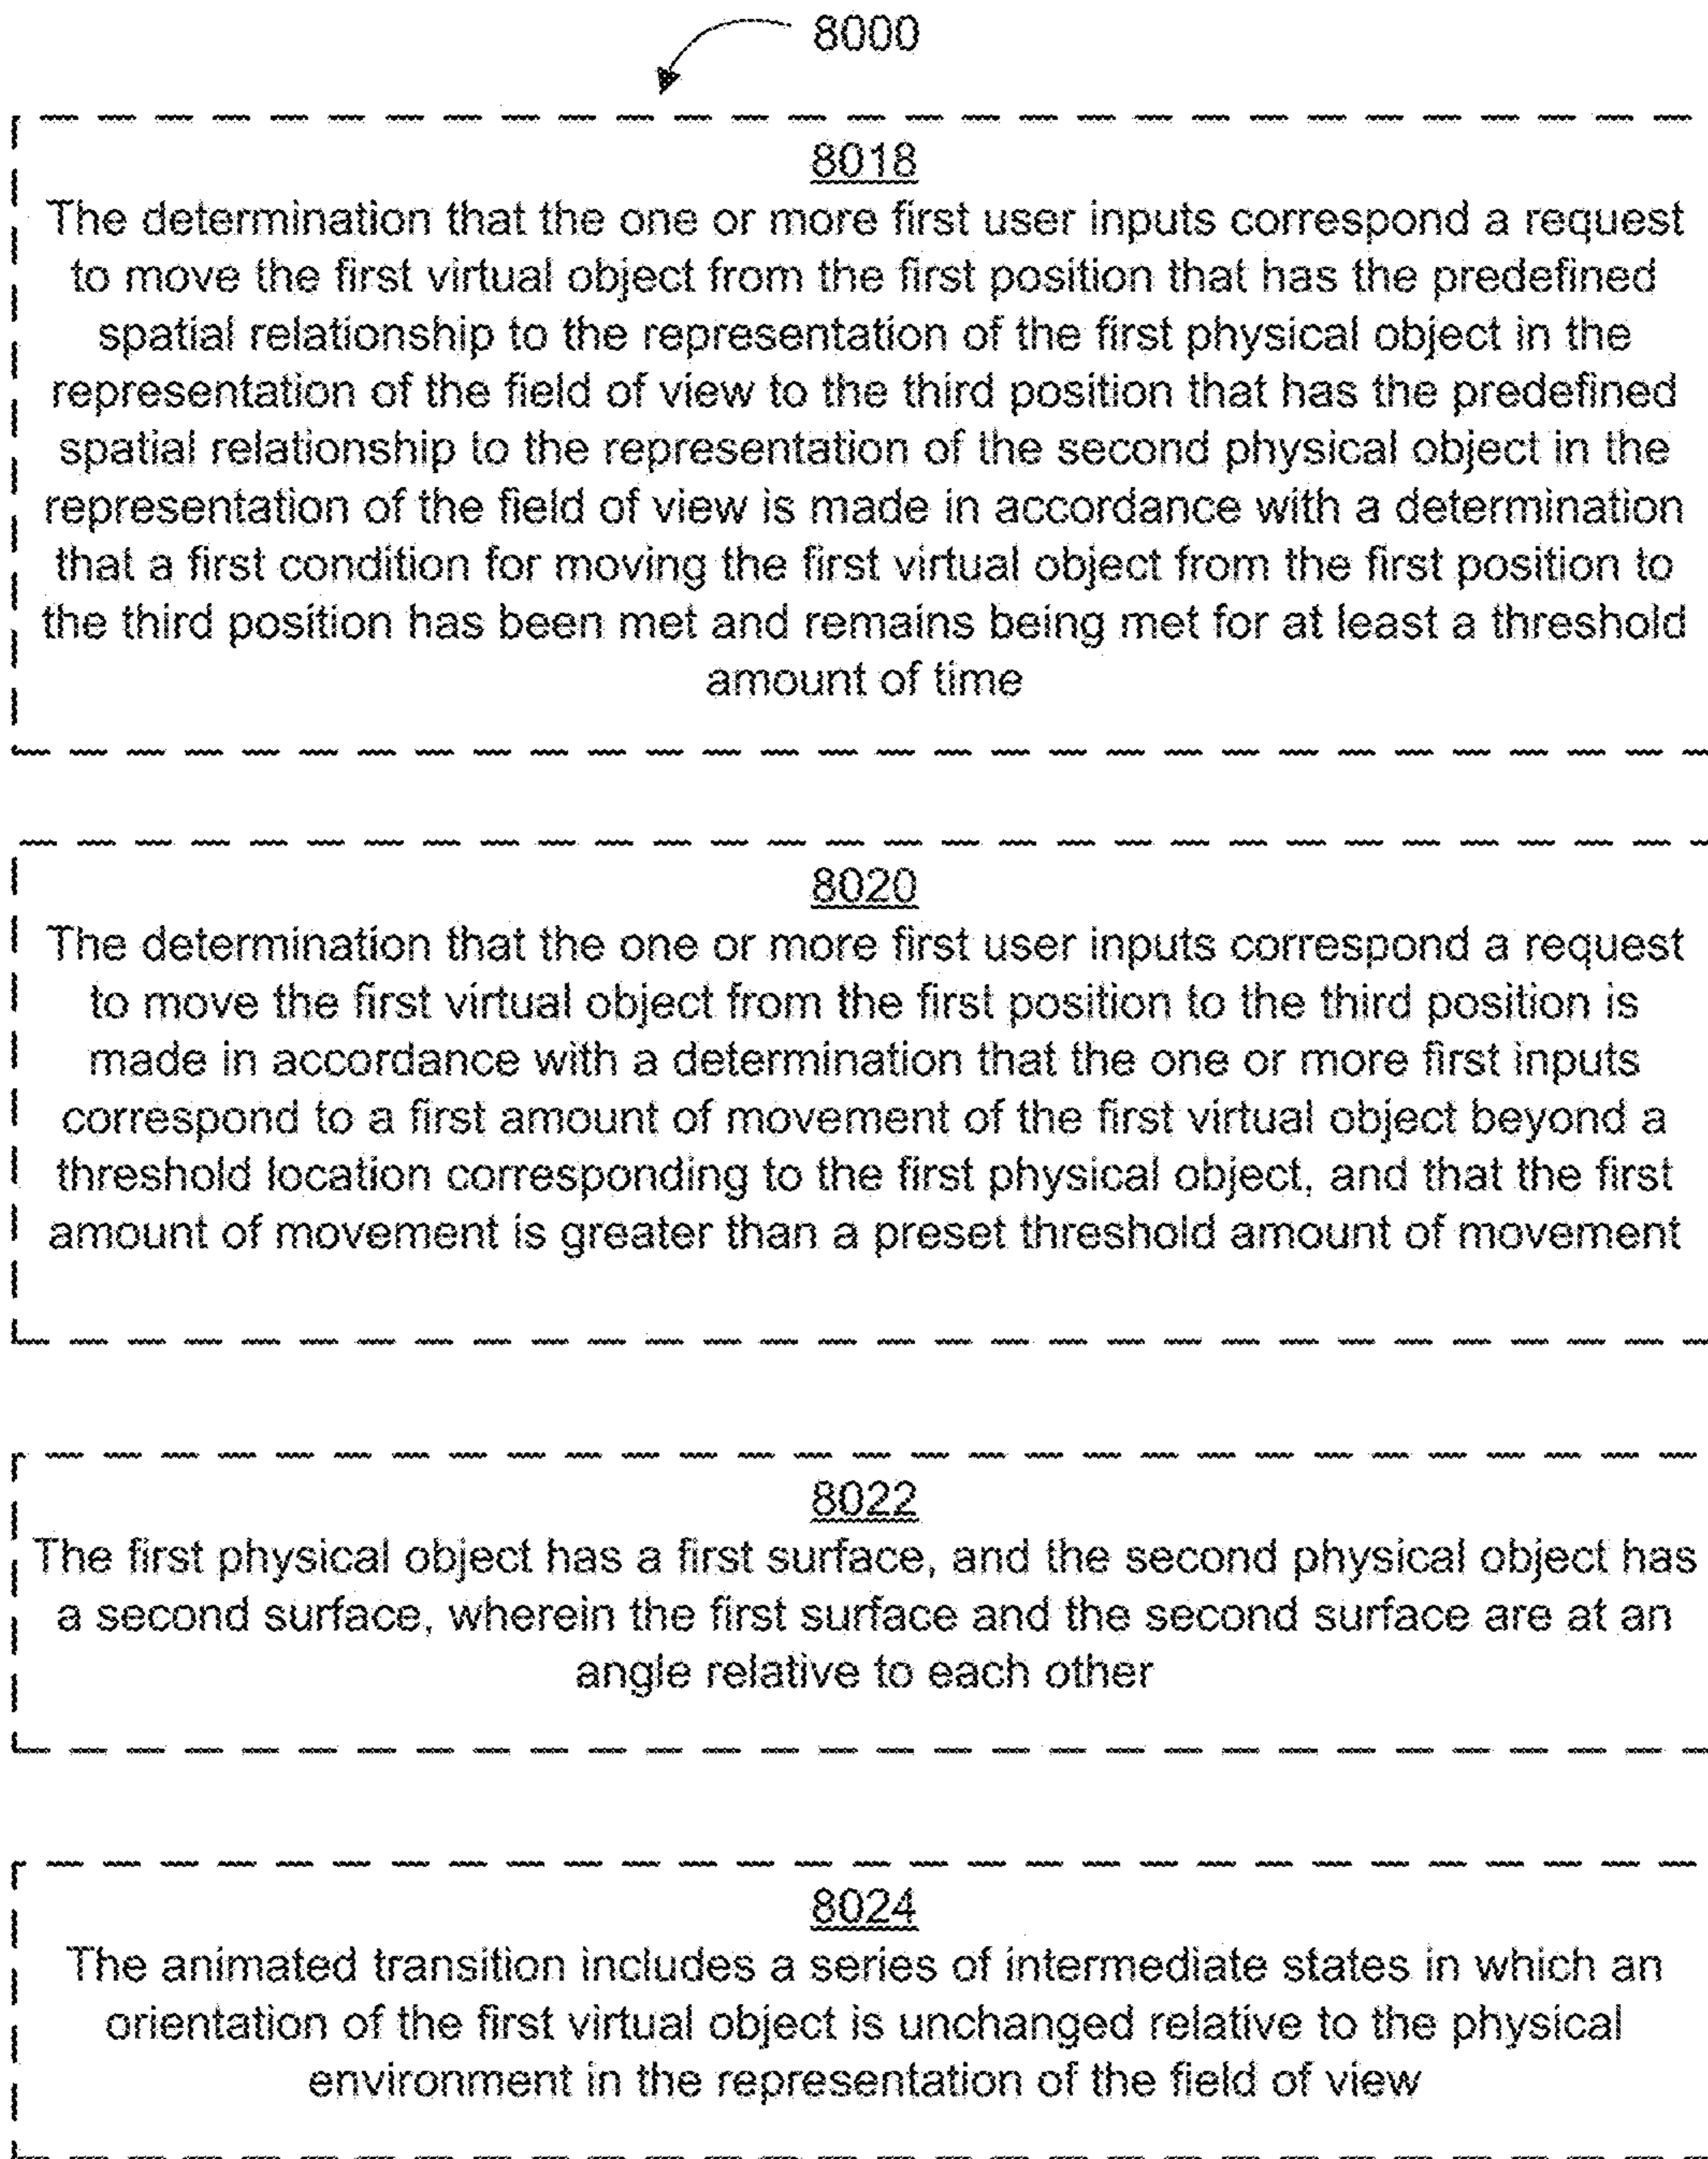 8000
8018
The determination that the one or more first user inputs correspond a request
to move the first virtual object from the first position that has the predefined
spatial relationship to the representation of the first physical object in the
representation of the field of view to the third position that has the predefined
spatial relationship to the representation of the second physical object in the
representation of the field of view is made in accordance with a determination
that a first condition for moving the first virtual object from the first position to
the third position has been met and remains being met for at least a threshold
amount of time
8020
The determination that the one or more first user inputs correspond a request
to move the first virtual object from the first position to the third position is
made in accordance with a determination that the one or more first inputs
correspond to a first amount of movement of the first virtual object beyond a
threshold location corresponding to the first physical object, and that the first
amount of movement is greater than a preset threshold amount of movement
8022
The first physical object has a first surface, and the second physical object has
a second surface, wherein the first surface and the second surface are at an
angle relative to each other
8024
The animated transition includes a series of intermediate states in which an
orientation of the first virtual object is unchanged relative to the physical
environment in the representation of the field of view